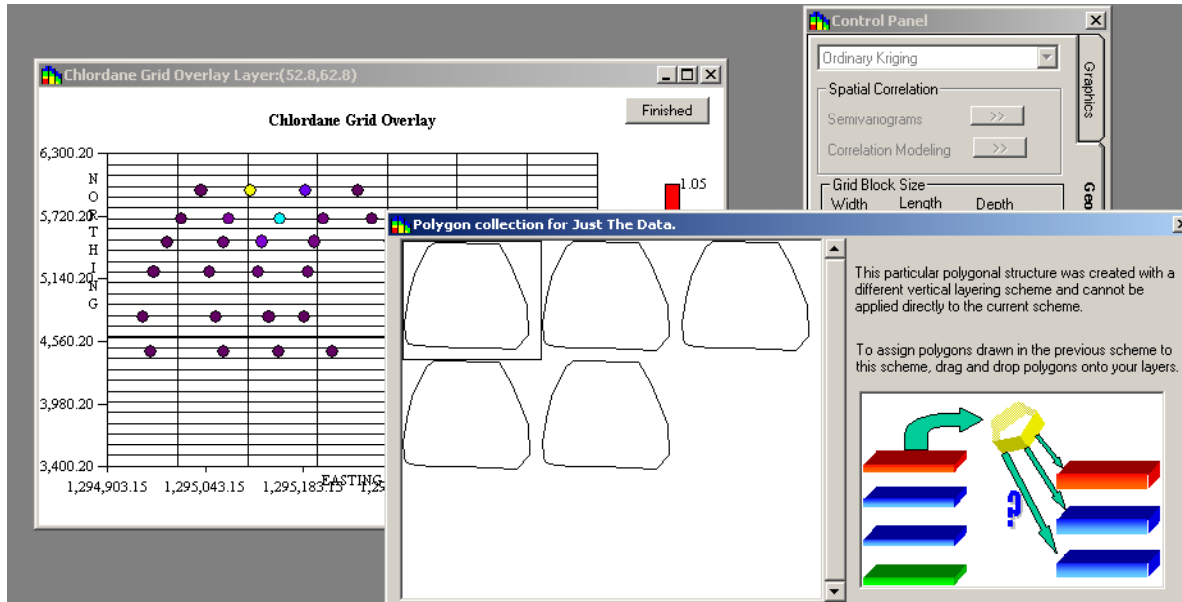 Control Panel
Ordinary Kriging
Graphics
Spatial Correlation
Semivariograms >>
Correlation Modeling >>
Grid Block Size
Width Length Depth
Geo
Chlordane Grid Overlay Layer:(52.8,62.8)
Finished
Chlordane Grid Overlay
6,300.20
5,720.20
5,140.20
4,560.20
3,980.20
3,400.20
NORTHING
1,294,903.15 1,295,043.15 1,295,183.15
EASTING
1.05
Polygon collection for Just The Data.
This particular polygonal structure was created with a
different vertical layering scheme and cannot be
applied directly to the current scheme.
To assign polygons drawn in the previous scheme to
this scheme, drag and drop polygons onto your layers.
?